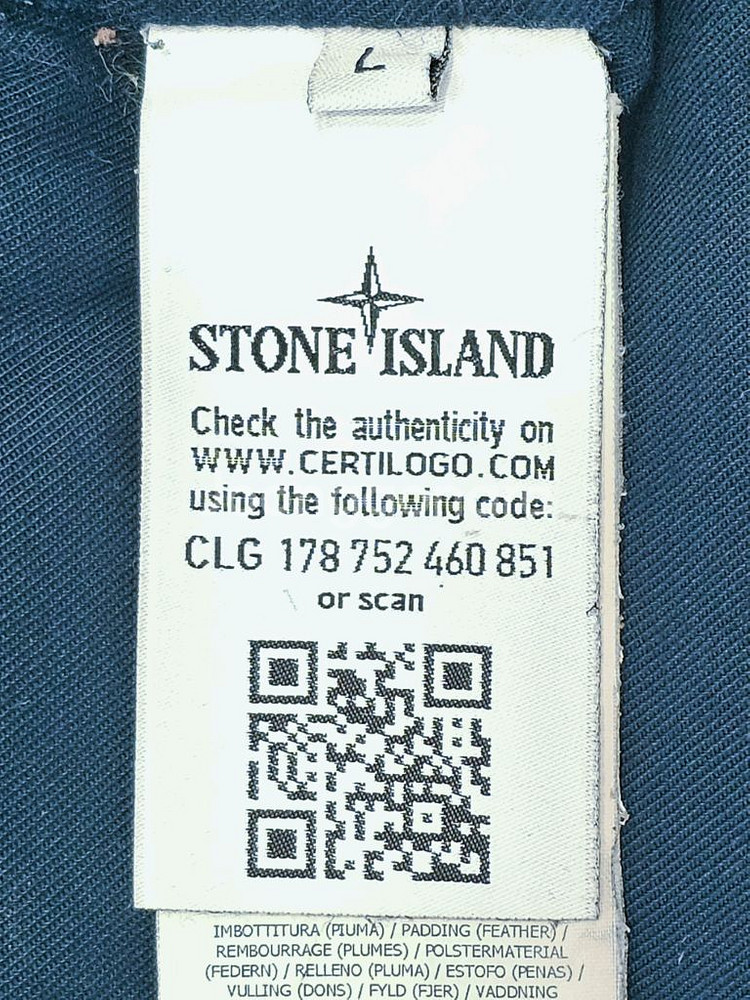 L
STONE ISLAND
Check the authenticity on
WWW.CERTILOGO.COM
using the following code:
CLG 178 752 460 851
or scan
IMBOTTITURA (PIUMA) / PADDING (FEATHER) /
REMBOURRAGE (PLUMES) / POLSTERMATERIAL
(FEDERN) / RELLENO (PLUMA) / ESTOFO (PENAS) /
VULLING (DONS) / FYLD (FJER) / VADDNING